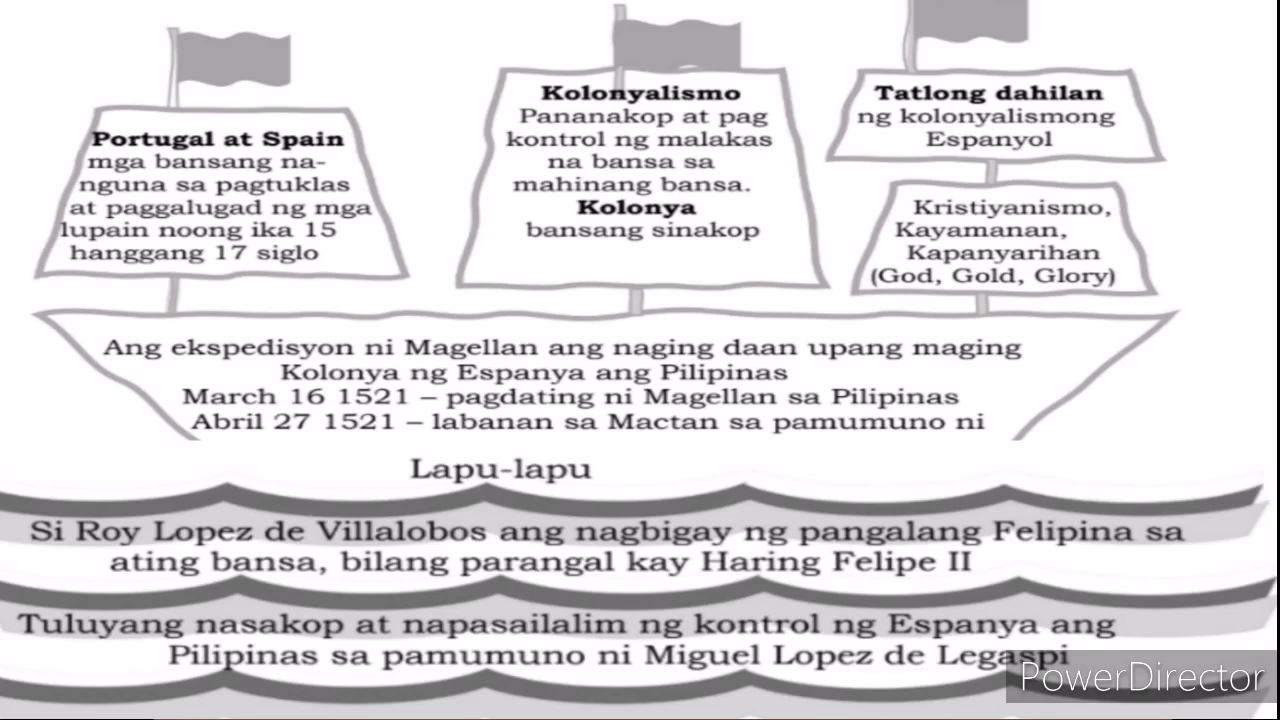 Portugal at Spain
mga bansang na-
nguna sa pagtuklas
at paggalugad ng mga
lupain noong ika 15
hanggang 17 siglo
Kolonyalismo
Pananakop at pag
kontrol ng malakas
na bansa sa
mahinang bansa.
Kolonya
bansang sinakop
Tatlong dahilan
ng kolonyalismong
Espanyol
Kristiyanismo,
Kayamanan,
Kapanyarihan
(God, Gold, Glory)
Ang ekspedisyon ni Magellan ang naging daan upang maging
Kolonya ng Espanya ang Pilipinas
March 16 1521 – pagdating ni Magellan sa Pilipinas
Abril 27 1521 – labanan sa Mactan sa pamumuno ni
Lapu-lapu
Si Roy Lopez de Villalobos ang nagbigay ng pangalang Felipina sa
ating bansa, bilang parangal kay Haring Felipe II
Tuluyang nasakop at napasailalim ng kontrol ng Espanya ang
Pilipinas sa pamumuno ni Miguel Lopez de Legaspi
PowerDirector